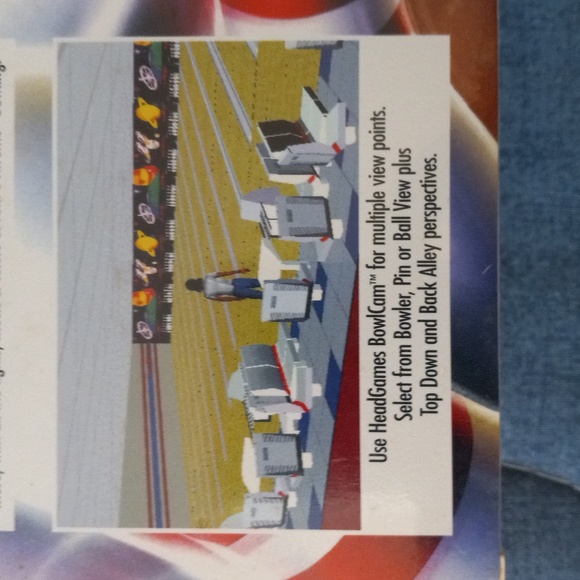 Use HeadGames BowlCam™ for multiple view points.
Select from Bowler, Pin or Ball View plus
Top Down and Back Alley perspectives.